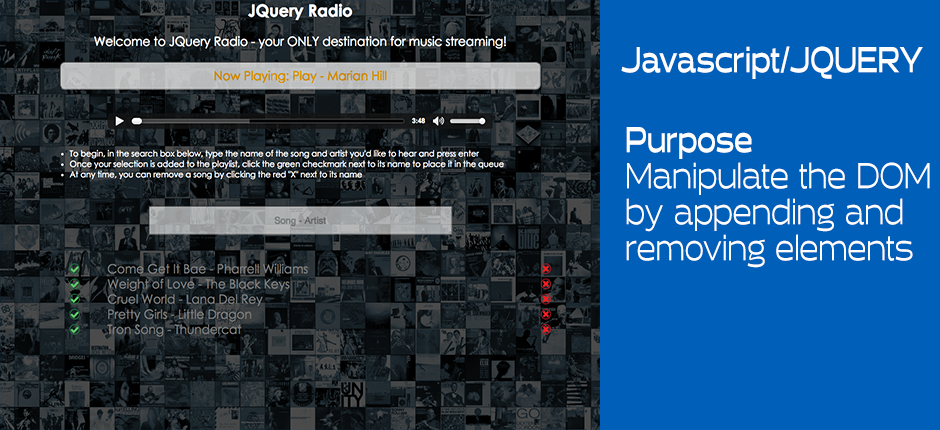 JQuery Radio
Welcome to JQuery Radio - your ONLY destination for music streaming!
Now Playing: Play - Marian Hill
3:48
To begin, in the search box below, type the name of the song and artist you'd like to hear and press enter
Once your selection is added to the playlist, click the green checkmark next to its name to place it in the queue
At any time, you can remove a song by clicking the red "X" next to its name
Song - Artist
Come Get It Bae - Pharrell Williams
Weight of Love - The Black Keys
Cruel World - Lana Del Rey
Pretty Girls - Little Dragon
Tron Song - Thundercat
Javascript/JQUERY
Purpose
Manipulate the DOM
by appending and
removing elements